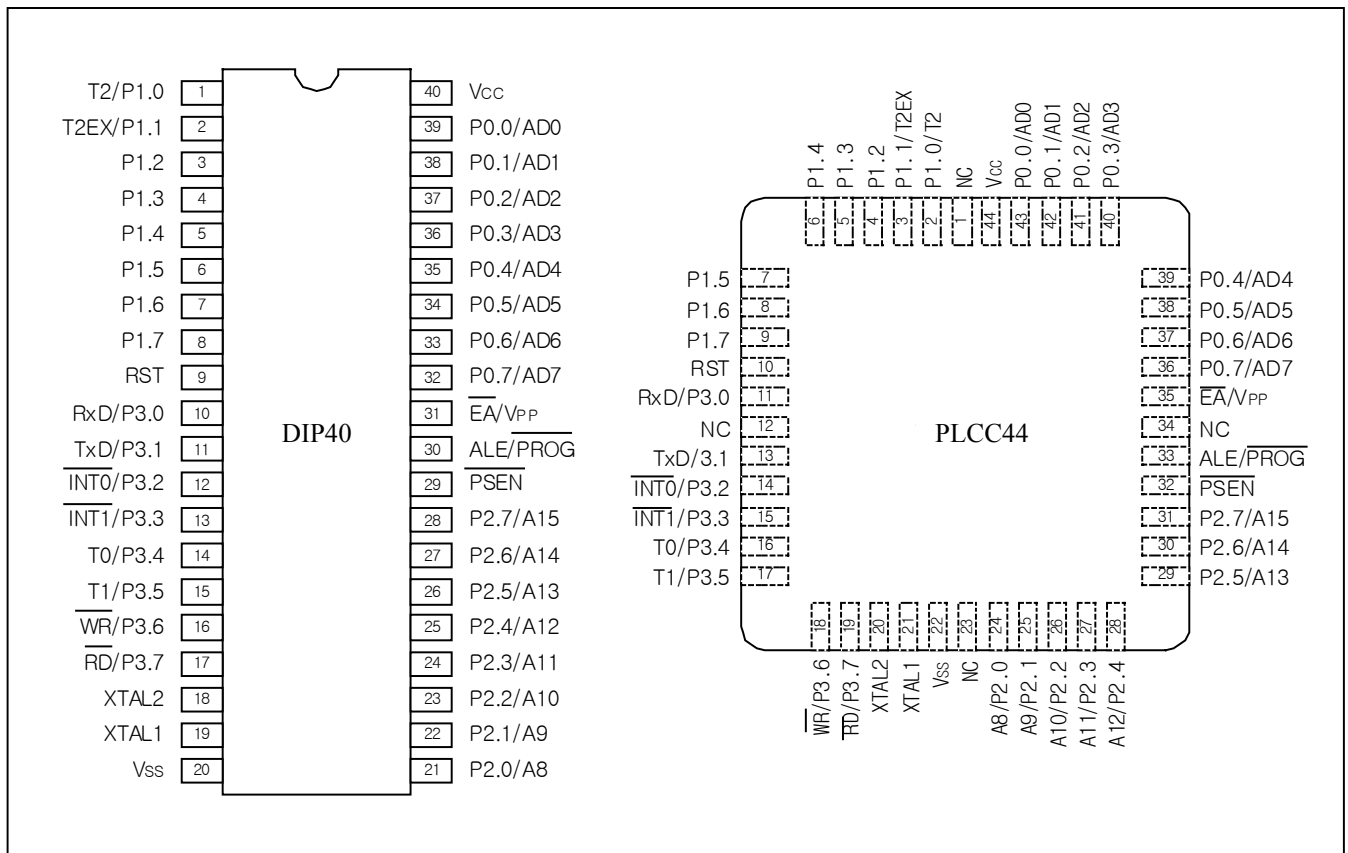 T2/P1.0 1
T2EX/P1.1 2
P1.2 3
P1.3 4
P1.4 5
P1.5 6
P1.6 7
P1.7 8
RST 9
RxD/P3.0 10
TxD/P3.1 11
INT0/P3.2 12
INT1/P3.3 13
T0/P3.4 14
T1/P3.5 15
WR/P3.6 16
RD/P3.7 17
XTAL2 18
XTAL1 19
Vss 20
DIP40
40 Vcc
39 P0.0/AD0
38 P0.1/AD1
37 P0.2/AD2
36 P0.3/AD3
35 P0.4/AD4
34 P0.5/AD5
33 P0.6/AD6
32 P0.7/AD7
31 EA/VPP
30 ALE/PROG
29 PSEN
28 P2.7/A15
27 P2.6/A14
26 P2.5/A13
25 P2.4/A12
24 P2.3/A11
23 P2.2/A10
22 P2.1/A9
21 P2.0/A8
P1.4 6
P1.3 5
P1.2 4
P1.1/T2EX 3
P1.0/T2 2
NC 1
Vcc 44
P0.0/AD0 43
P0.1/AD1 42
P0.2/AD2 41
P0.3/AD3 40
P1.5 7
P1.6 8
P1.7 9
RST 10
RxD/P3.0 11
NC 12
TxD/3.1 13
INT0/P3.2 14
INT1/P3.3 15
T0/P3.4 16
T1/P3.5 17
PLCC44
39 P0.4/AD4
38 P0.5/AD5
37 P0.6/AD6
36 P0.7/AD7
35 EA/VPP
34 NC
33 ALE/PROG
32 PSEN
31 P2.7/A15
30 P2.6/A14
29 P2.5/A13
18 WR/P3.6
19 RD/P3.7
20 XTAL2
21 XTAL1
22 Vss
23 NC
24 A8/P2.0
25 A9/P2.1
26 A10/P2.2
27 A11/P2.3
28 A12/P2.4